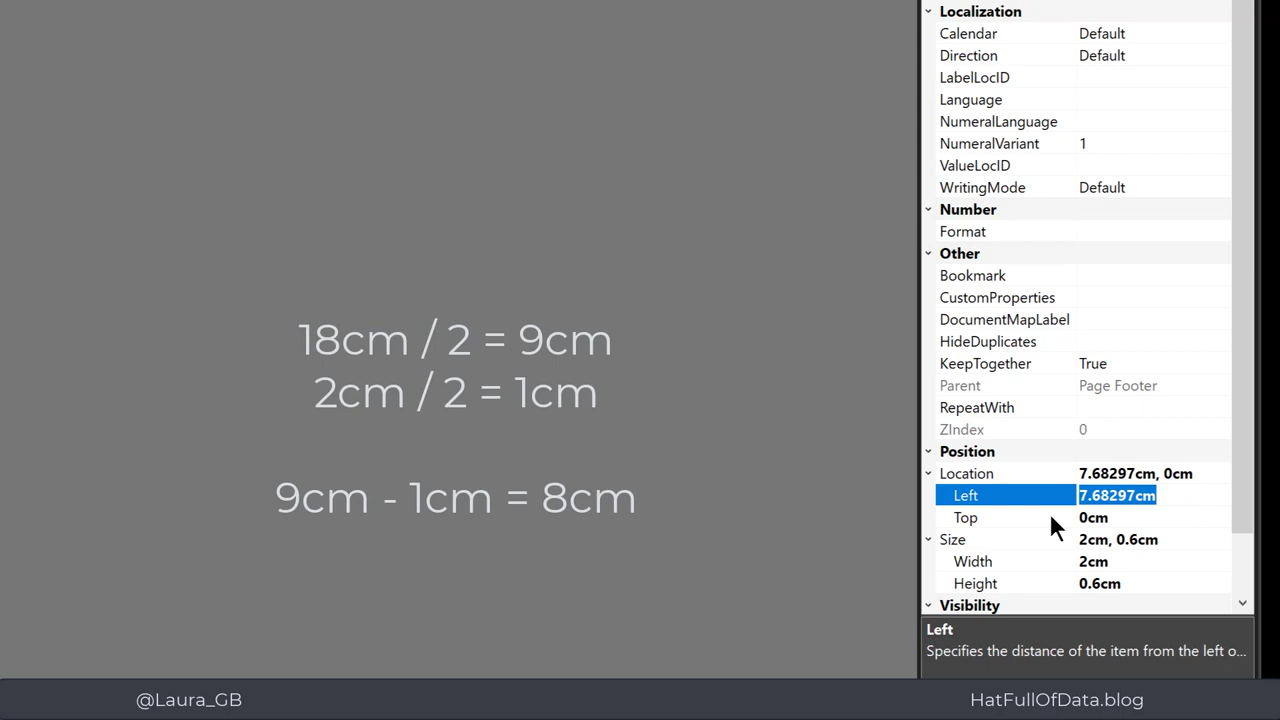 18cm / 2 = 9cm
2cm / 2 = 1cm
9cm - 1cm = 8cm
Localization
Calendar Default
Direction Default
LabelLocID
Language
NumeralLanguage
NumeralVariant 1
ValueLocID
WritingMode Default
Number
Format
Other
Bookmark
CustomProperties
DocumentMapLabel
HideDuplicates
KeepTogether True
Parent Page Footer
RepeatWith
ZIndex 0
Position
Location 7.68297cm, 0cm
Left 7.68297cm
Top 0cm
Size 2cm, 0.6cm
Width 2cm
Height 0.6cm
Visibility
Left
Specifies the distance of the item from the left o...
@Laura_GB HatFullOfData.blog